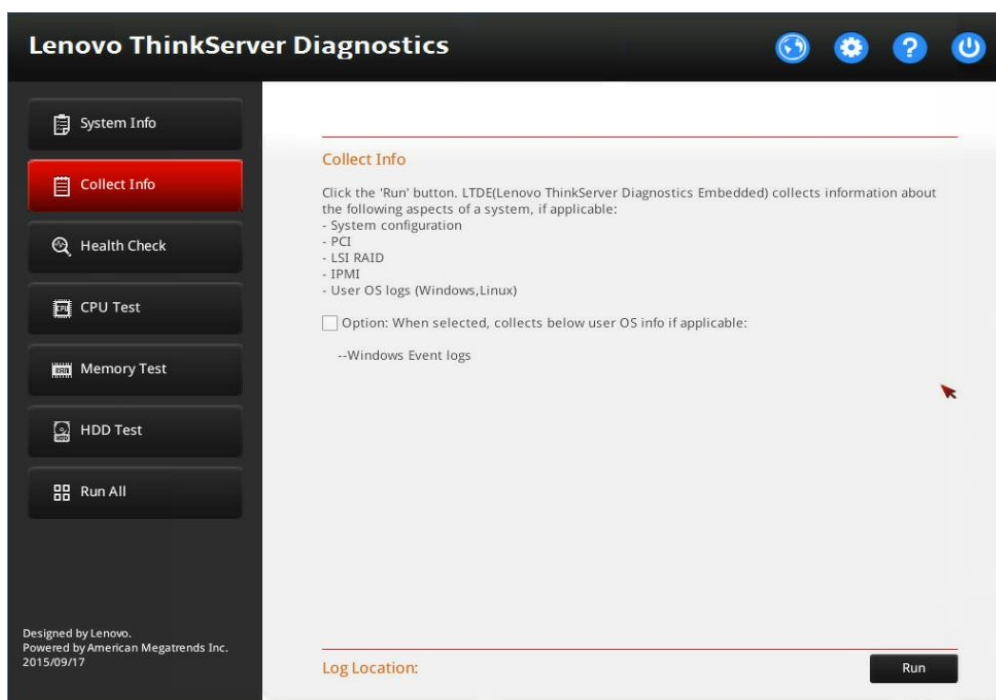 Lenovo ThinkServer Diagnostics
System Info
Collect Info
Health Check
CPU Test
Memory Test
HDD Test
Run All
Designed by Lenovo.
Powered by American Megatrends Inc.
2015/09/17
Collect Info
Click the 'Run' button. LTDE(Lenovo ThinkServer Diagnostics Embedded) collects information about
the following aspects of a system, if applicable:
- System configuration
- PCI
- LSI RAID
- IPMI
- User OS logs (Windows,Linux)
Option: When selected, collects below user OS info if applicable:
--Windows Event logs
Log Location:
Run